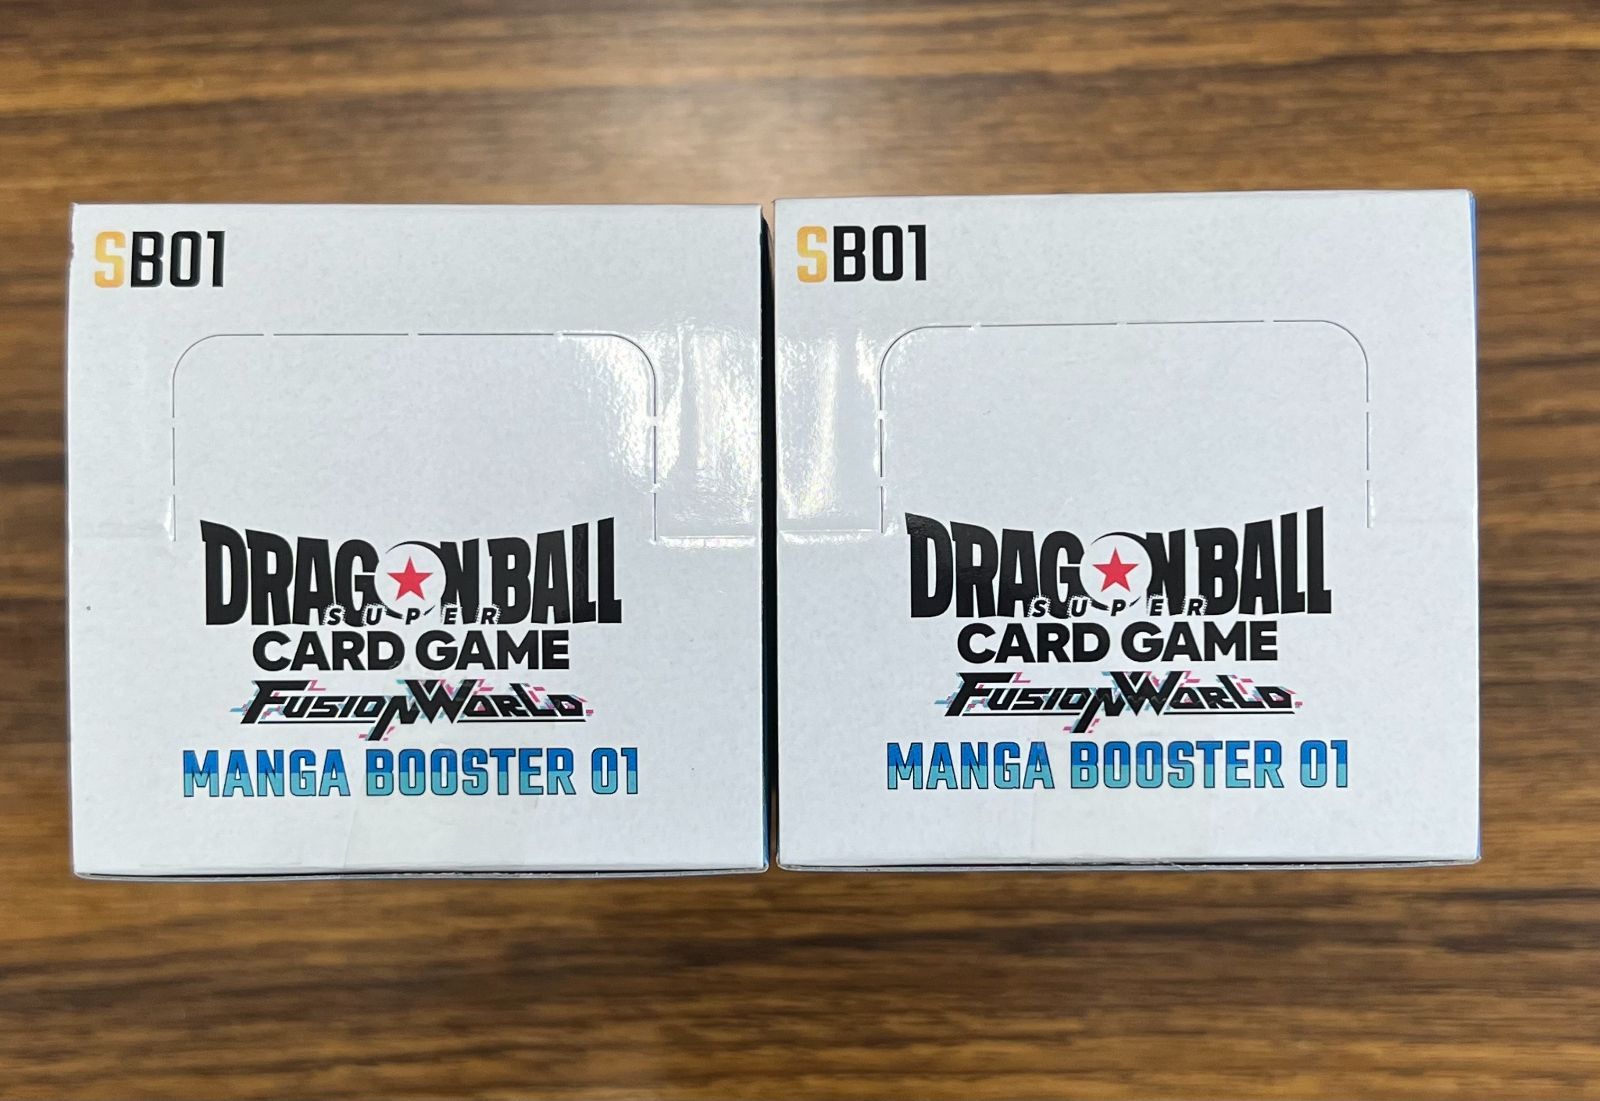 SB01
DRAGON BALL
SUPER
CARD GAME
FUSION WORLD
MANGA BOOSTER 01
SB01
DRAGON BALL
SUPER
CARD GAME
FUSION WORLD
MANGA BOOSTER 01